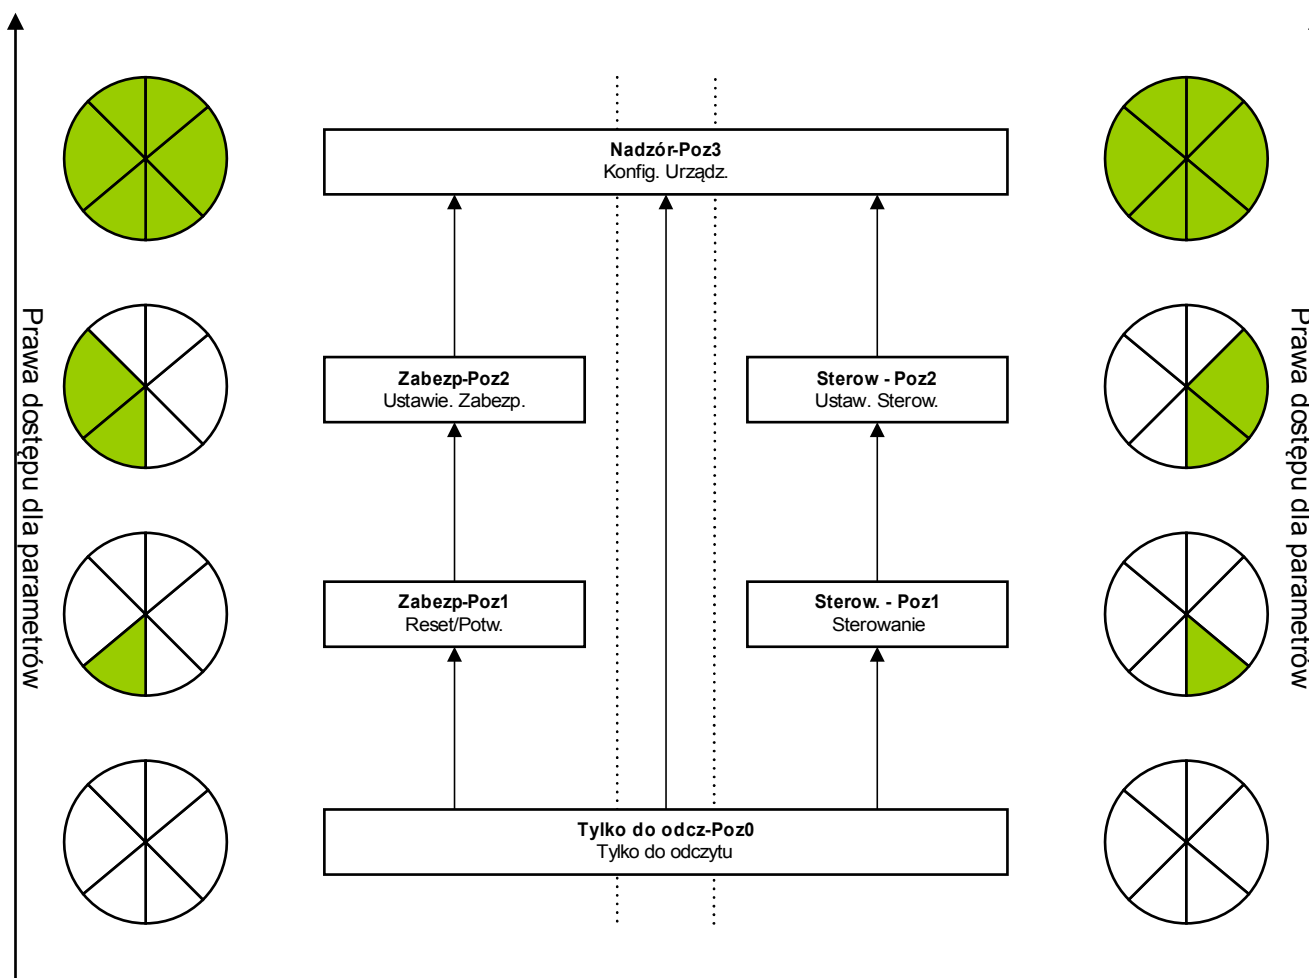 Nadzór-Poz3
Konfig. Urządz.
Prawa dostępu dla parametrów
Prawa dostępu dla parametrów
Zabezp-Poz2
Ustawie. Zabezp.
Sterow - Poz2
Ustaw. Sterow.
Zabezp-Poz1
Reset/Potw.
Sterow. - Poz1
Sterowanie
Tylko do odcz-Poz0
Tylko do odczytu